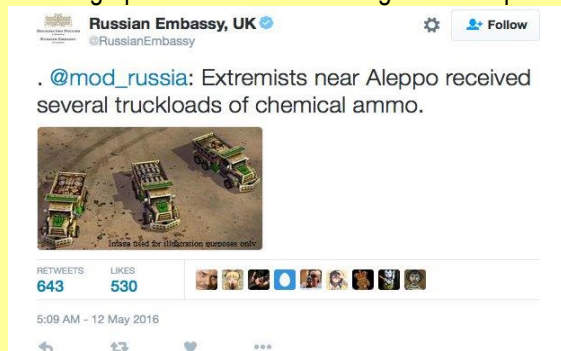 Russian Embassy, UK
@RussianEmbassy
Follow
. @mod_russia: Extremists near Aleppo received
several truckloads of chemical ammo.
Image used for illustration purposes only
RETWEETS LIKES
643 530
5:09 AM - 12 May 2016